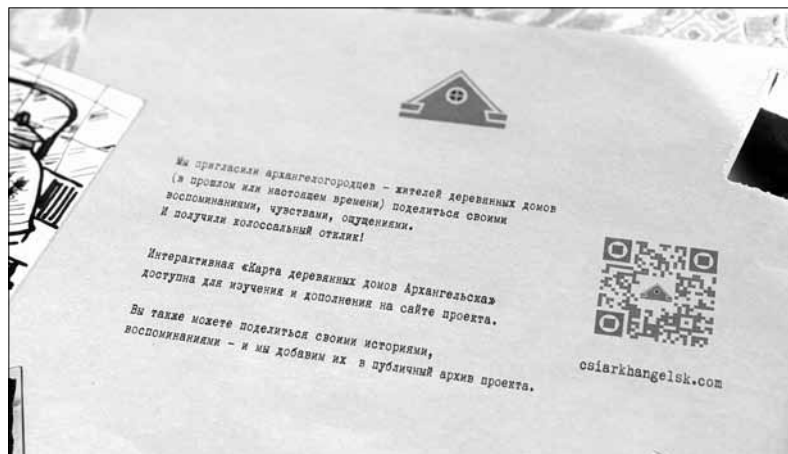 Мы пригласили архангелогородцев – жителей деревянных домов
(в прошлом или настоящем времени) поделиться своими
воспоминаниями, чувствами, ощущениями.
И получили колоссальный отклик!
Интерактивная «Карта деревянных домов Архангельска»
доступна для изучения и дополнения на сайте проекта.
Вы также можете поделиться своими историями,
воспоминаниями – и мы добавим их в публичный архив проекта.
csiarkhangelsk.com